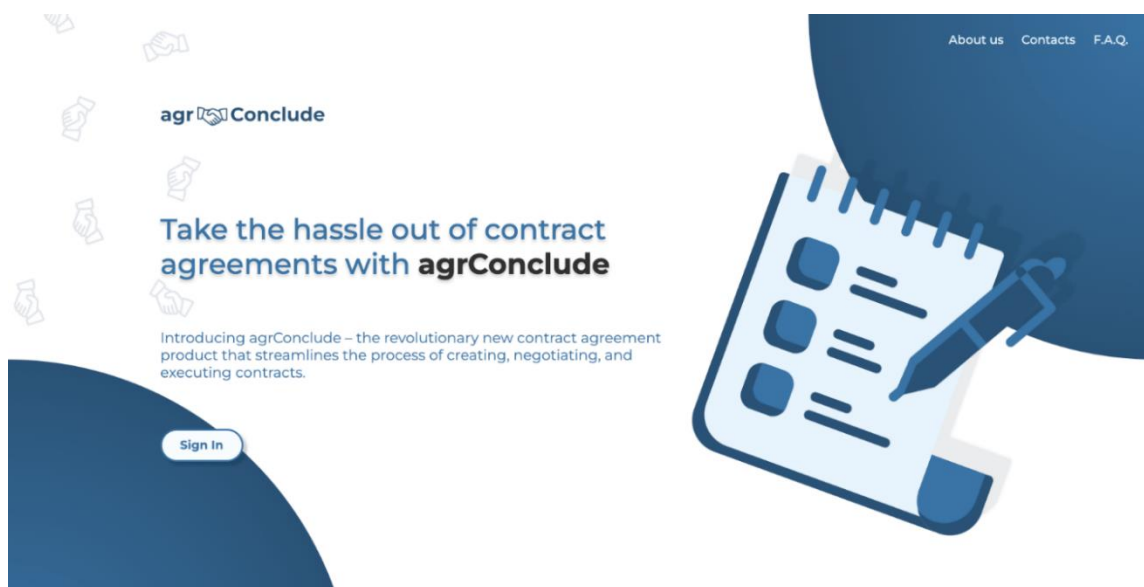 About us Contacts F.A.Q.
agrConclude
Take the hassle out of contract
agreements with agrConclude
Introducing agrConclude – the revolutionary new contract agreement
product that streamlines the process of creating, negotiating, and
executing contracts.
Sign In